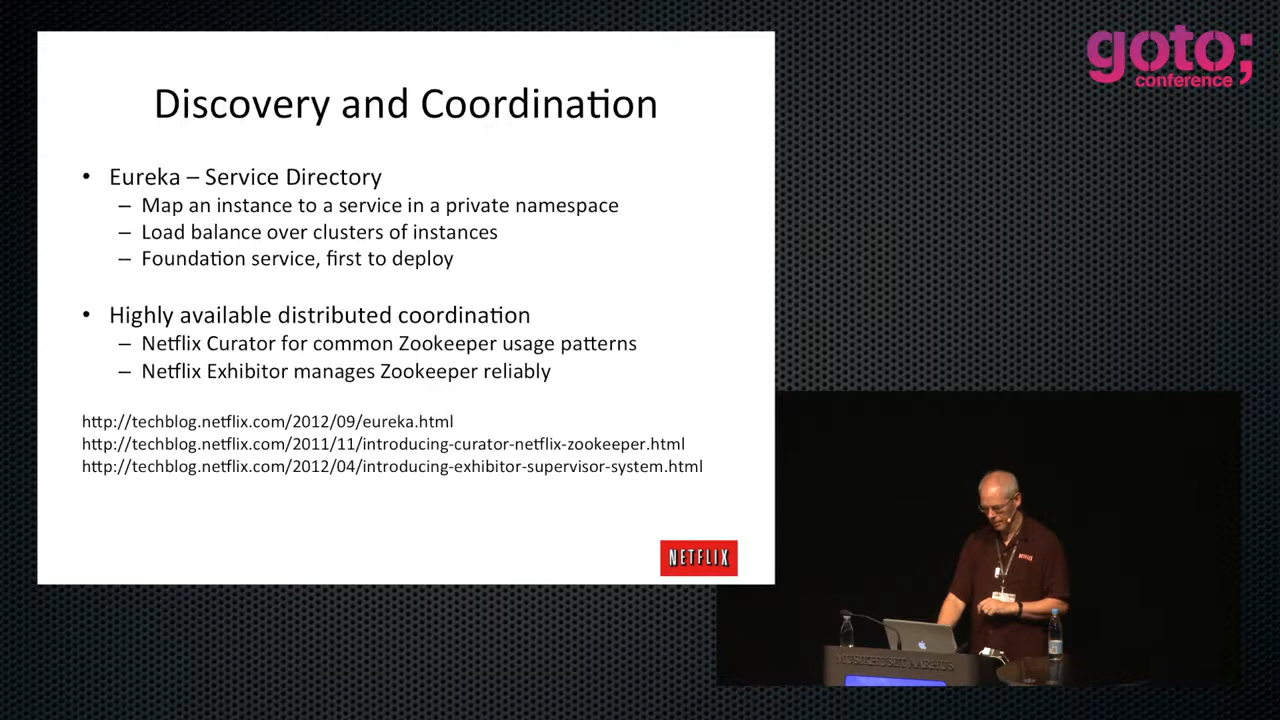 goto;
conference
Discovery and Coordination
• Eureka – Service Directory
– Map an instance to a service in a private namespace
– Load balance over clusters of instances
– Foundation service, first to deploy
• Highly available distributed coordination
– Netflix Curator for common Zookeeper usage patterns
– Netflix Exhibitor manages Zookeeper reliably
http://techblog.netflix.com/2012/09/eureka.html
http://techblog.netflix.com/2011/11/introducing-curator-netflix-zookeeper.html
http://techblog.netflix.com/2012/04/introducing-exhibitor-supervisor-system.html
NETFLIX
NETFLIX
MUSIKHUSET AARHUS